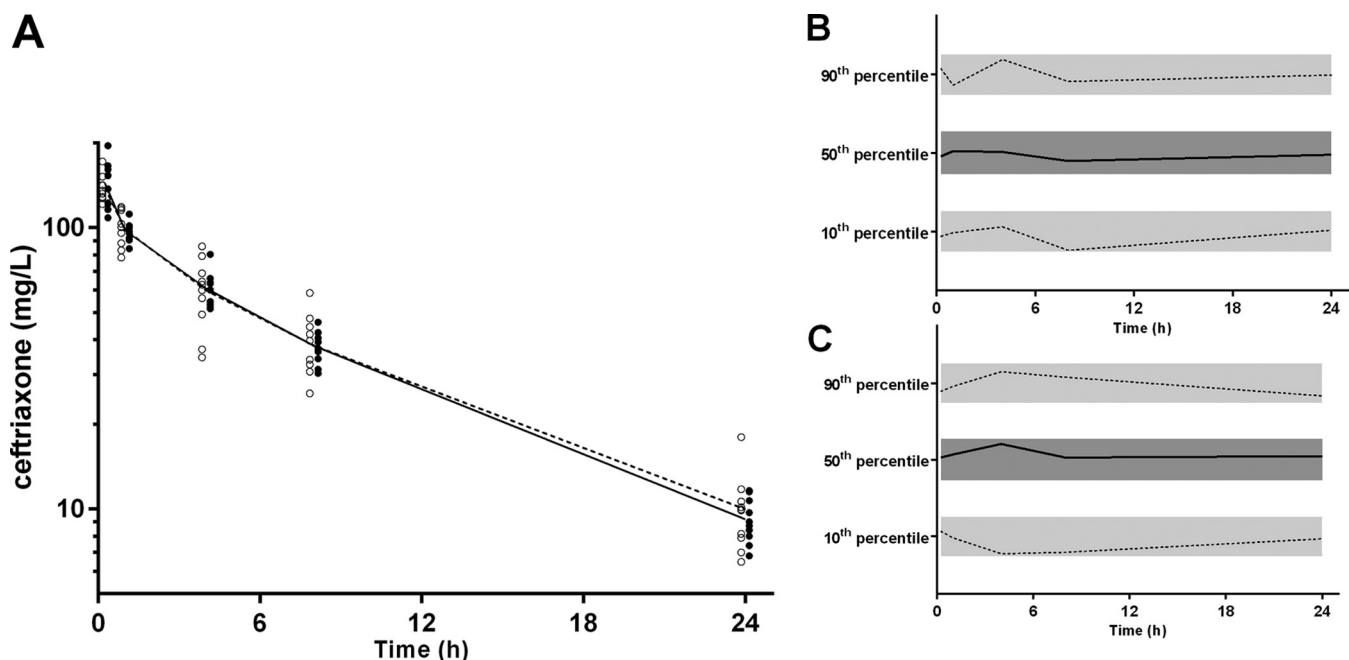 A
ceftriaxone (mg/L)
100
10
0
6
12
18
24
Time (h)
B
90th percentile
50th percentile
10th percentile
0
6
12
18
24
Time (h)
C
90th percentile
50th percentile
10th percentile
0
6
12
18
24
Time (h)